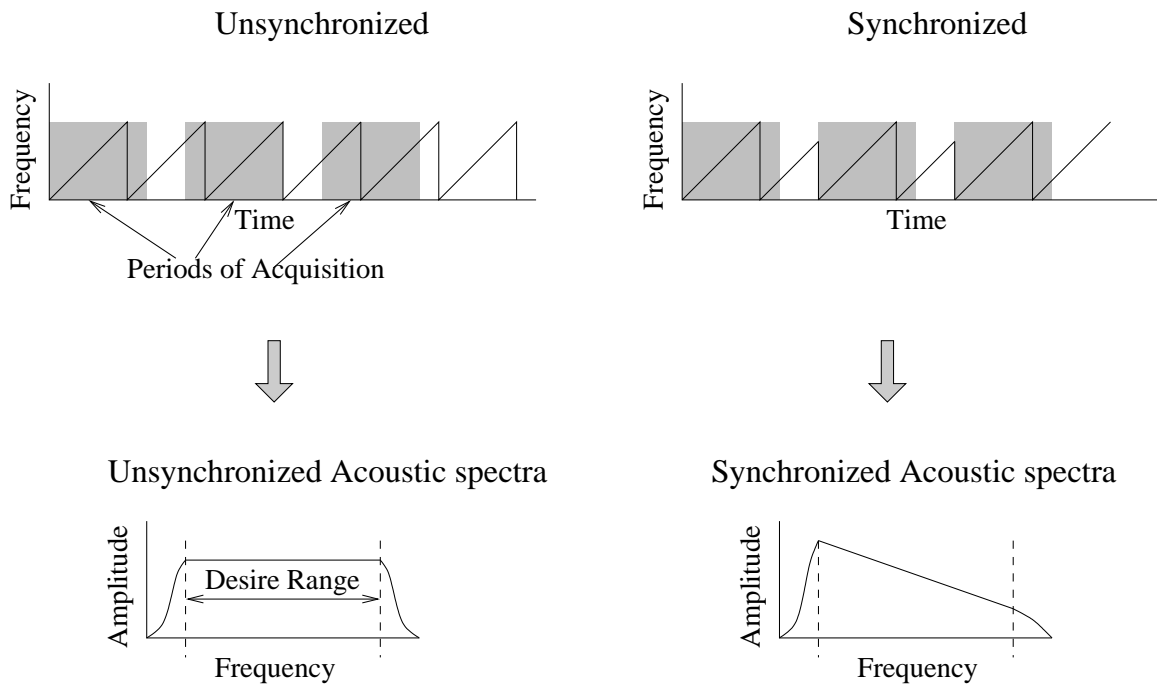 Unsynchronized
Synchronized
Frequency
Time
Periods of Acquisition
Frequency
Time
Unsynchronized Acoustic spectra
Synchronized Acoustic spectra
Amplitude
Desire Range
Frequency
Amplitude
Frequency